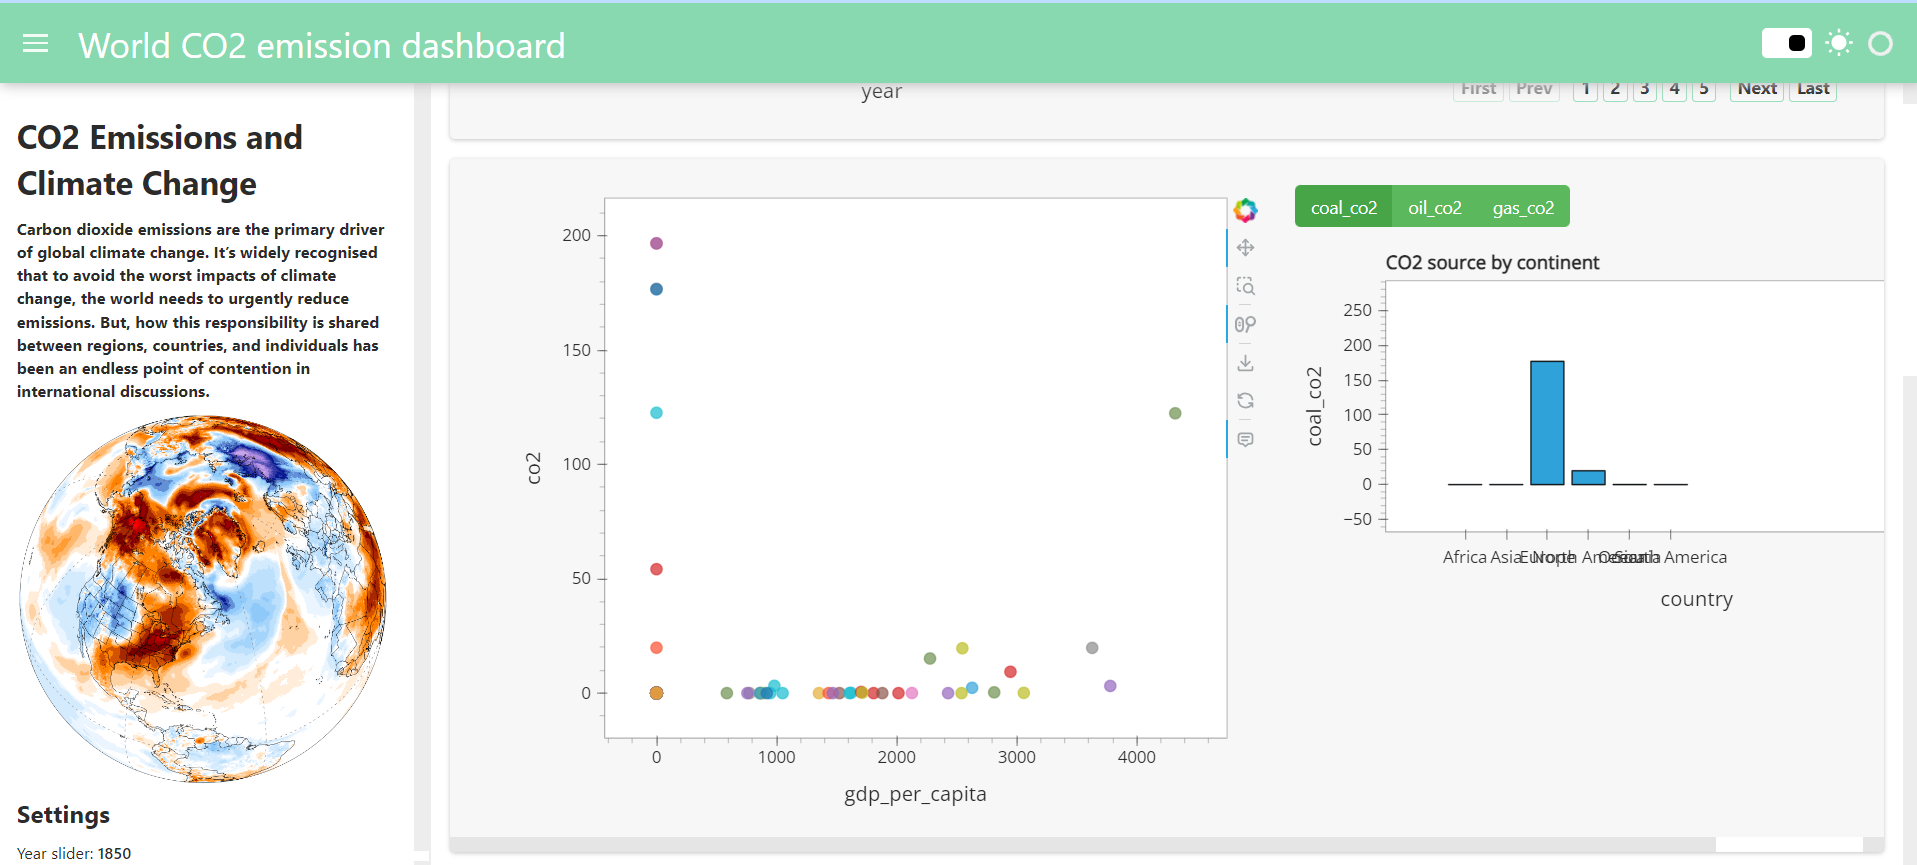 World CO2 emission dashboard
CO2 Emissions and
Climate Change
Carbon dioxide emissions are the primary driver
of global climate change. It’s widely recognised
that to avoid the worst impacts of climate
change, the world needs to urgently reduce
emissions. But, how this responsibility is shared
between regions, countries, and individuals has
been an endless point of contention in
international discussions.
Settings
Year slider: 1850
year
First Prev 1 2 3 4 5 Next Last
200
150
100
50
0
co2
0 1000 2000 3000 4000
gdp_per_capita
coal_co2 oil_co2 gas_co2
CO2 source by continent
250
200
150
100
50
0
−50
coal_co2
Africa Asia Europe North America Oceania South America
country